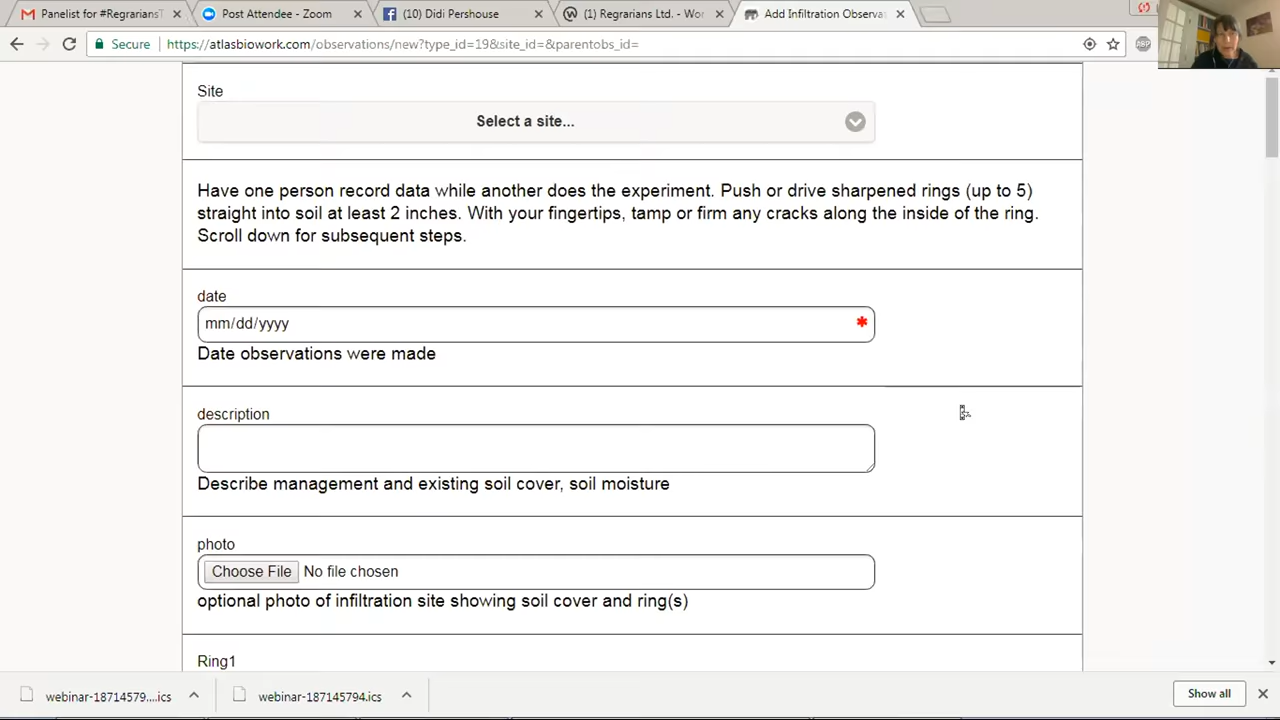 Panelist for #RegrariansT
Post Attendee - Zoom
(10) Didi Pershouse
(1) Regrarians Ltd. - Wor
Add Infiltration Observa
Secure
https://atlasbiowork.com/observations/new?type_id=19&site_id=&parentobs_id=
ABP
Site
Select a site...
Have one person record data while another does the experiment. Push or drive sharpened rings (up to 5)
straight into soil at least 2 inches. With your fingertips, tamp or firm any cracks along the inside of the ring.
Scroll down for subsequent steps.
date
mm/dd/yyyy
Date observations were made
description
Describe management and existing soil cover, soil moisture
photo
Choose File No file chosen
optional photo of infiltration site showing soil cover and ring(s)
Ring1
webinar-18714579....ics
webinar-187145794.ics
Show all